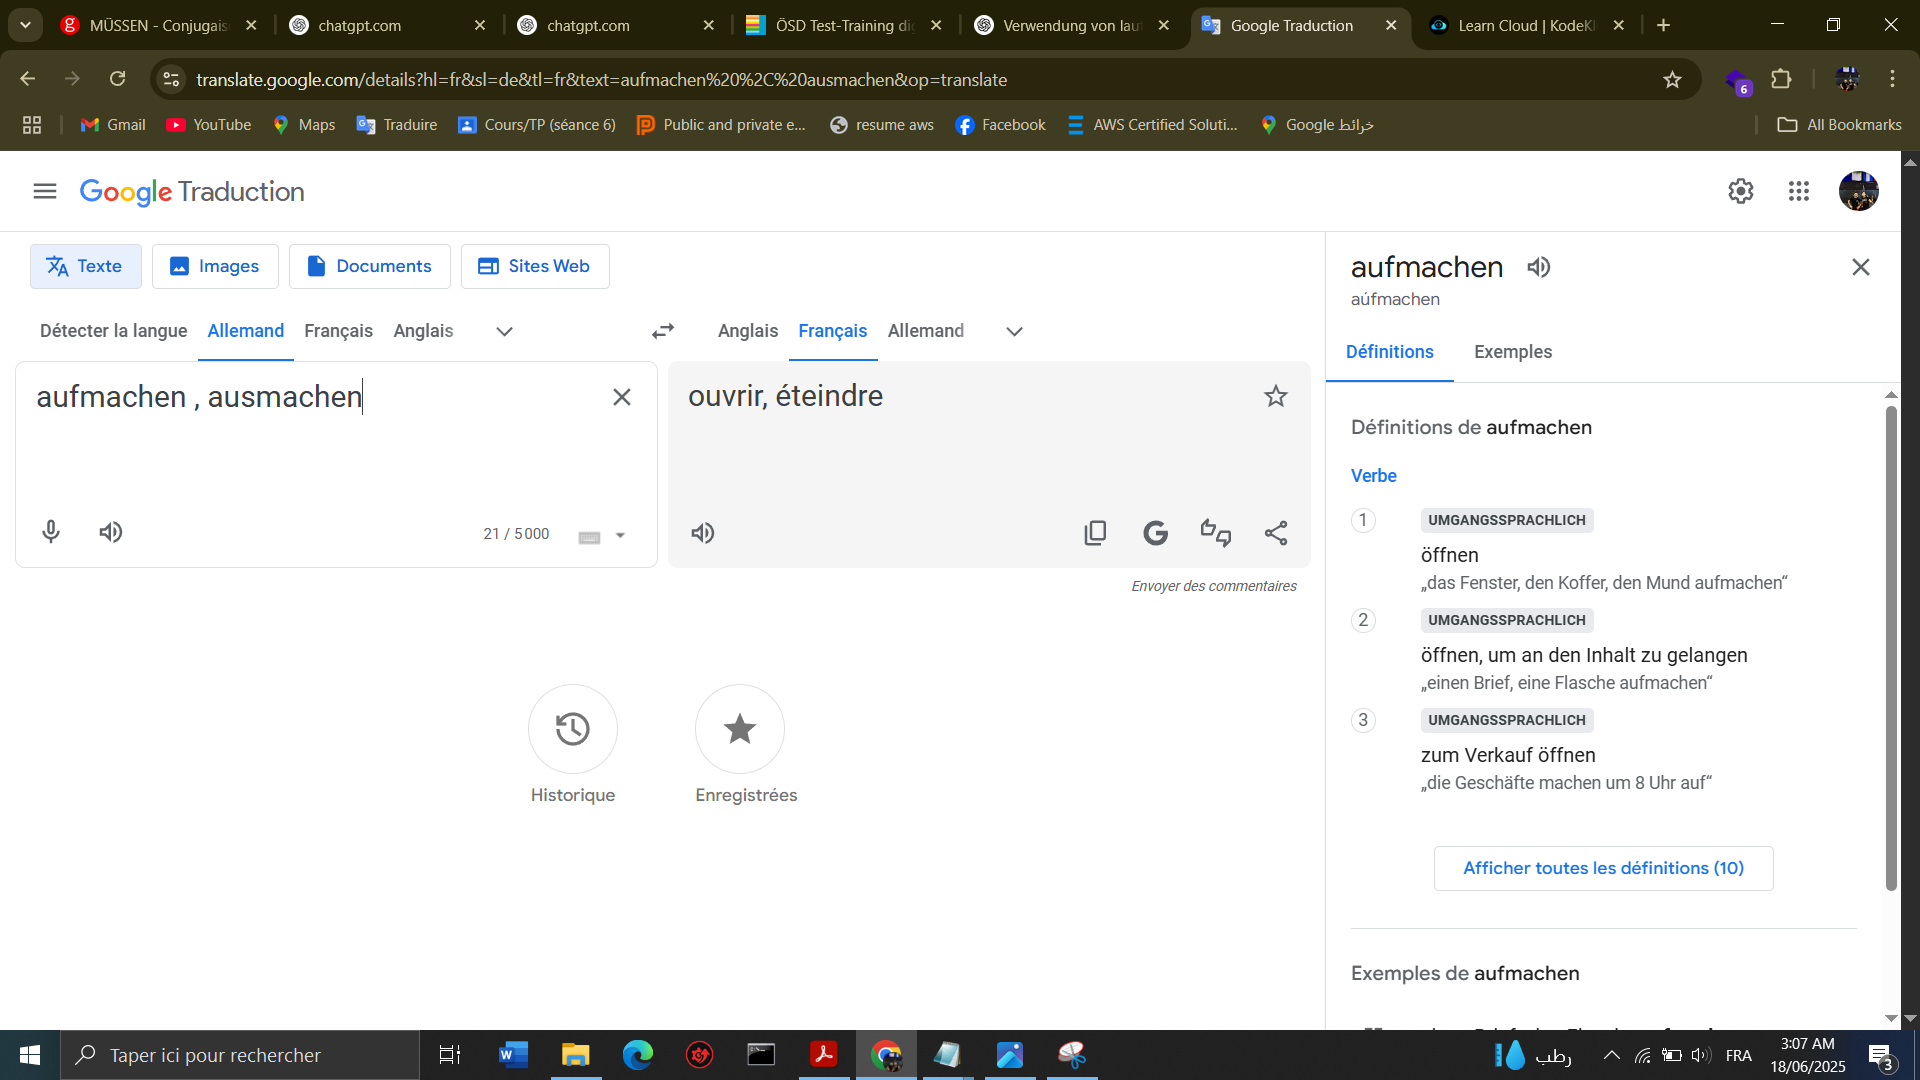 MÜSSEN - Conjugais
chatgpt.com
chatgpt.com
ÖSD Test-Training di
Verwendung von lau
Google Traduction
Learn Cloud | KodeKl
translate.google.com/details?hl=fr&sl=de&tl=fr&text=aufmachen%20%2C%20ausmachen&op=translate
6
Gmail
YouTube
Maps
Traduire
Cours/TP (séance 6)
Public and private e...
resume aws
Facebook
AWS Certified Soluti...
خرائط Google
All Bookmarks
Google Traduction
Texte
Images
Documents
Sites Web
Détecter la langue
Allemand
Français
Anglais
Anglais
Français
Allemand
aufmachen , ausmachen
21 / 5 000
ouvrir, éteindre
Envoyer des commentaires
Historique
Enregistrées
aufmachen
aúfmachen
Définitions
Exemples
Définitions de aufmachen
Verbe
1
UMGANGSSPRACHLICH
öffnen
„das Fenster, den Koffer, den Mund aufmachen“
2
UMGANGSSPRACHLICH
öffnen, um an den Inhalt zu gelangen
„einen Brief, eine Flasche aufmachen“
3
UMGANGSSPRACHLICH
zum Verkauf öffnen
„die Geschäfte machen um 8 Uhr auf“
Afficher toutes les définitions (10)
Exemples de aufmachen
Taper ici pour rechercher
رطب
FRA
3:07 AM
18/06/2025
3